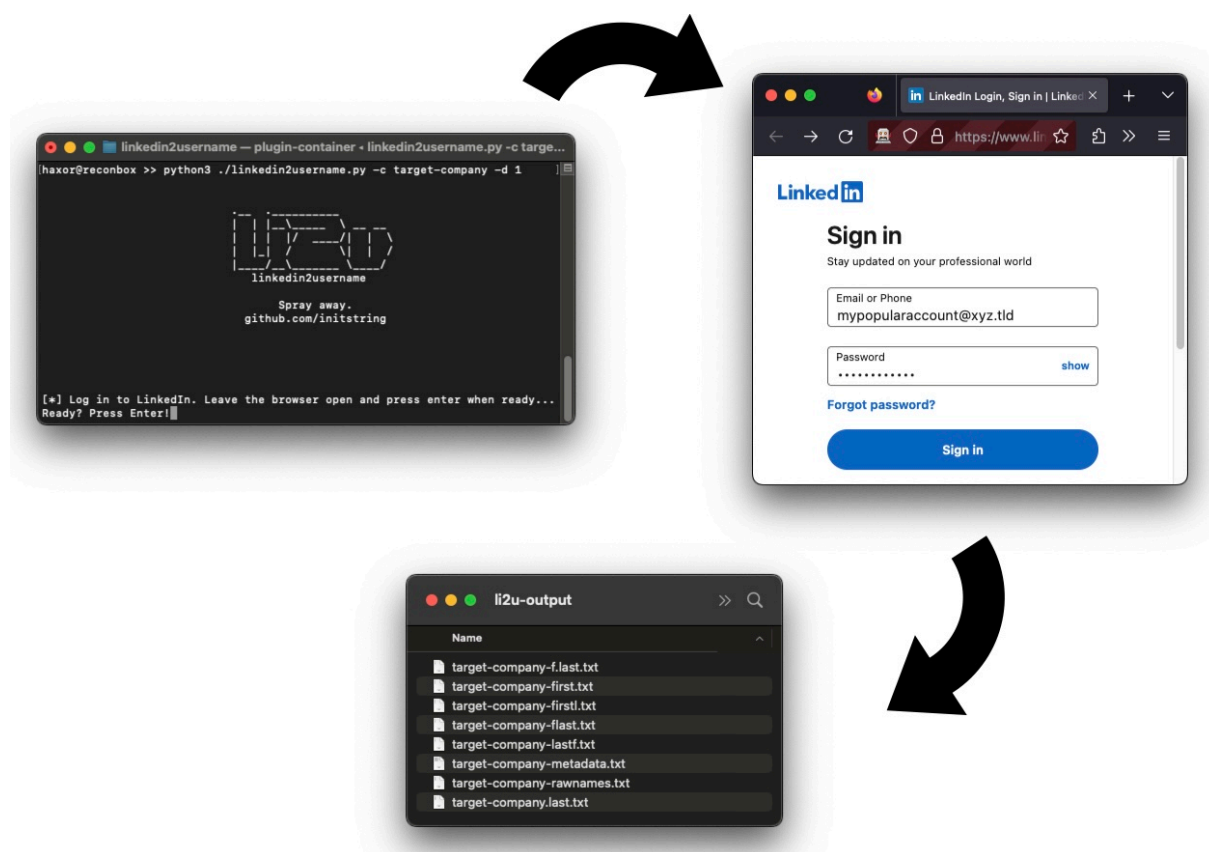 linkedin2username — plugin-container ◂ linkedin2username.py -c targe...
[haxor@reconbox >> python3 ./linkedin2username.py -c target-company -d 1 ]
li2u
linkedin2username
Spray away.
github.com/initstring
[*] Log in to LinkedIn. Leave the browser open and press enter when ready...
Ready? Press Enter!
in LinkedIn Login, Sign in | Linked
https://www.lin
Linked in
Sign in
Stay updated on your professional world
Email or Phone
mypopularaccount@xyz.tld
Password
••••••••••••
show
Forgot password?
Sign in
li2u-output
Name
target-company-f.last.txt
target-company-first.txt
target-company-firstl.txt
target-company-flast.txt
target-company-lastf.txt
target-company-metadata.txt
target-company-rawnames.txt
target-company.last.txt